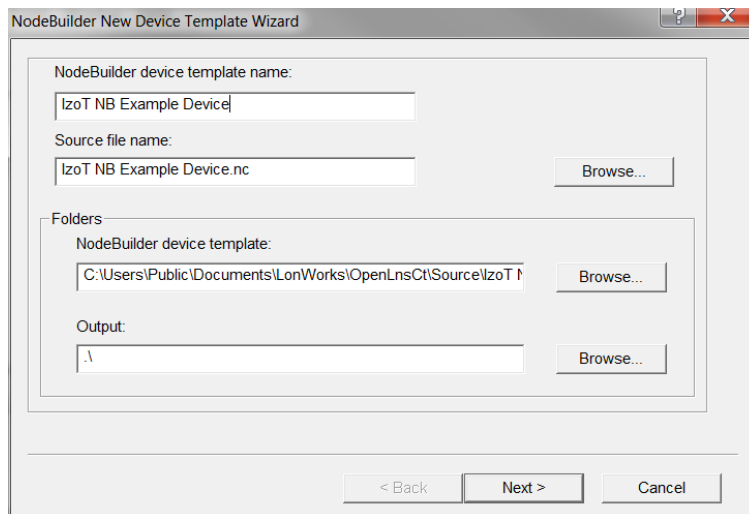 NodeBuilder New Device Template Wizard
? X
NodeBuilder device template name:
IzoT NB Example Device
Source file name:
IzoT NB Example Device.nc
Browse...
Folders
NodeBuilder device template:
C:\Users\Public\Documents\LonWorks\OpenLnsCt\Source\IzoT N
Browse...
Output:
.\
Browse...
< Back
Next >
Cancel